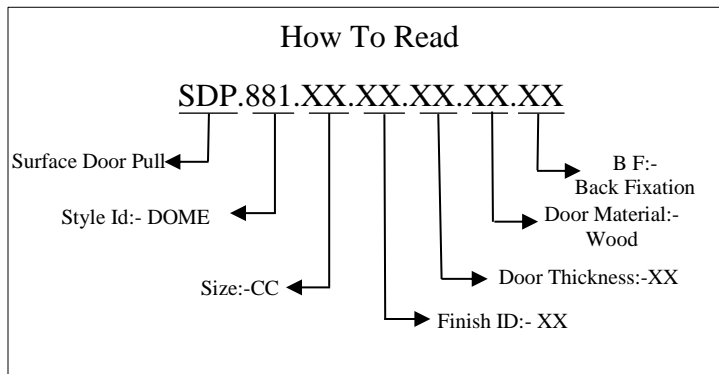 How To Read
SDP.881.XX.XX.XX.XX.XX
Surface Door Pull
B F:-
Back Fixation
Style Id:- DOME
Door Material:-
Wood
Size:-CC
Door Thickness:-XX
Finish ID:- XX